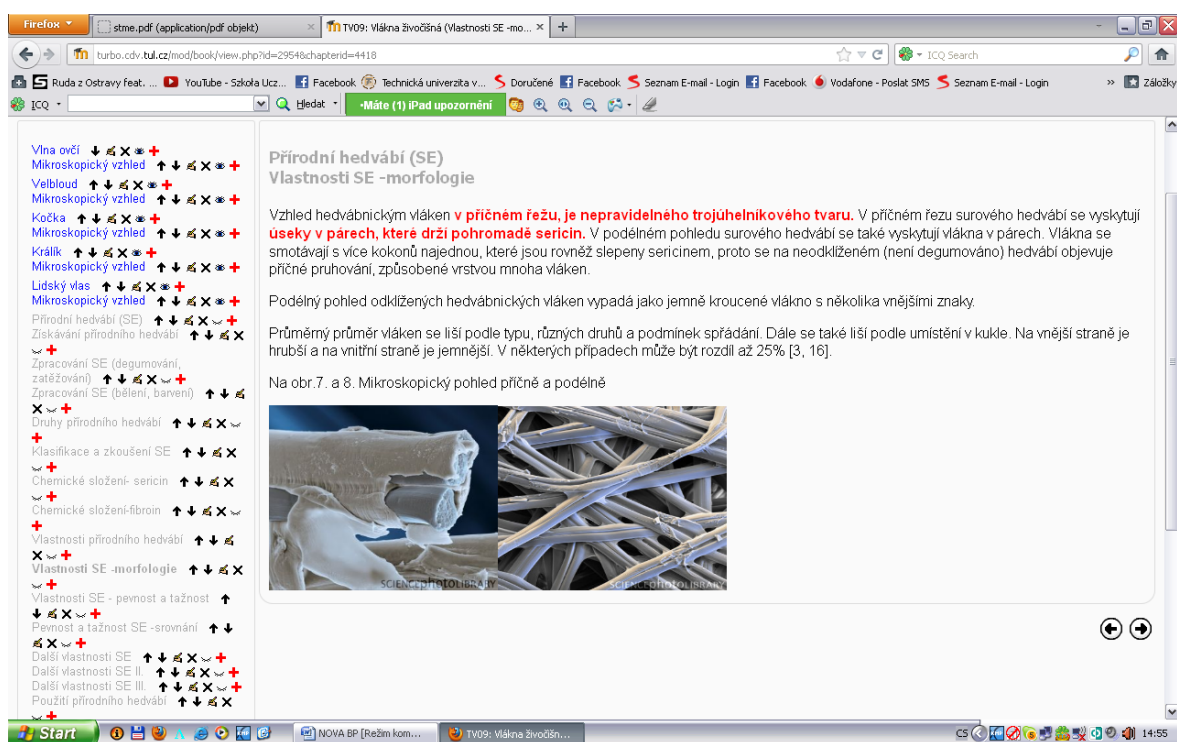 Firefox
stme.pdf (application/pdf objekt)
TV09: Vlákna živočišná (Vlastnosti SE -mo...
turbo.cdv.tul.cz/mod/book/view.php?id=2954&chapterid=4418
ICQ Search
Ruda z Ostravy feat. ...
YouTube - Szkoła Ucz...
Facebook
Technická univerzita v...
Doručené
Facebook
Seznam E-mail - Login
Facebook
Vodafone - Poslat SMS
Seznam E-mail - Login
Záložky
ICQ
Hledat
•Máte (1) iPad upozornění
Vlna ovčí
Mikroskopický vzhled
Velbloud
Mikroskopický vzhled
Kočka
Mikroskopický vzhled
Králík
Mikroskopický vzhled
Lidský vlas
Mikroskopický vzhled
Přírodní hedvábí (SE)
Získávání přírodního hedvábí
Zpracování SE (degumování,
zatěžování)
Zpracování SE (bělení, barvení)
Druhy přírodního hedvábí
Klasifikace a zkoušení SE
Chemické složení- sericin
Chemické složení-fibroin
Vlastnosti přírodního hedvábí
Vlastnosti SE -morfologie
Vlastnosti SE - pevnost a tažnost
Pevnost a tažnost SE -srovnání
Další vlastnosti SE
Další vlastnosti SE II.
Další vlastnosti SE III.
Použití přírodního hedvábí
Přírodní hedvábí (SE)
Vlastnosti SE -morfologie
Vzhled hedvábnickým vláken v příčném řežu, je nepravidelného trojúhelníkového tvaru. V příčném řezu surového hedvábí se vyskytují
úseky v párech, které drží pohromadě sericin. V podélném pohledu surového hedvábí se také vyskytují vlákna v párech. Vlákna se
smotávají s více kokonů najednou, které jsou rovněž slepeny sericinem, proto se na neodklíženém (není degumováno) hedvábí objevuje
příčné pruhování, způsobené vrstvou mnoha vláken.
Podélný pohled odklížených hedvábnických vláken vypadá jako jemně kroucené vlákno s několika vnějšími znaky.
Průměrný průměr vláken se liší podle typu, různých druhů a podmínek spřádání. Dále se také liší podle umistění v kukle. Na vnější straně je
hrubší a na vnitřní straně je jemnější. V některých případech může být rozdíl až 25% [3, 16].
Na obr.7. a 8. Mikroskopický pohled příčně a podélně
SCIENCEPHOTOLIBRARY
SCIENCEPHOTOLIBRARY
Start
NOVA BP [Režim kom...
TV09: Vlákna živočišn...
CS
14:55